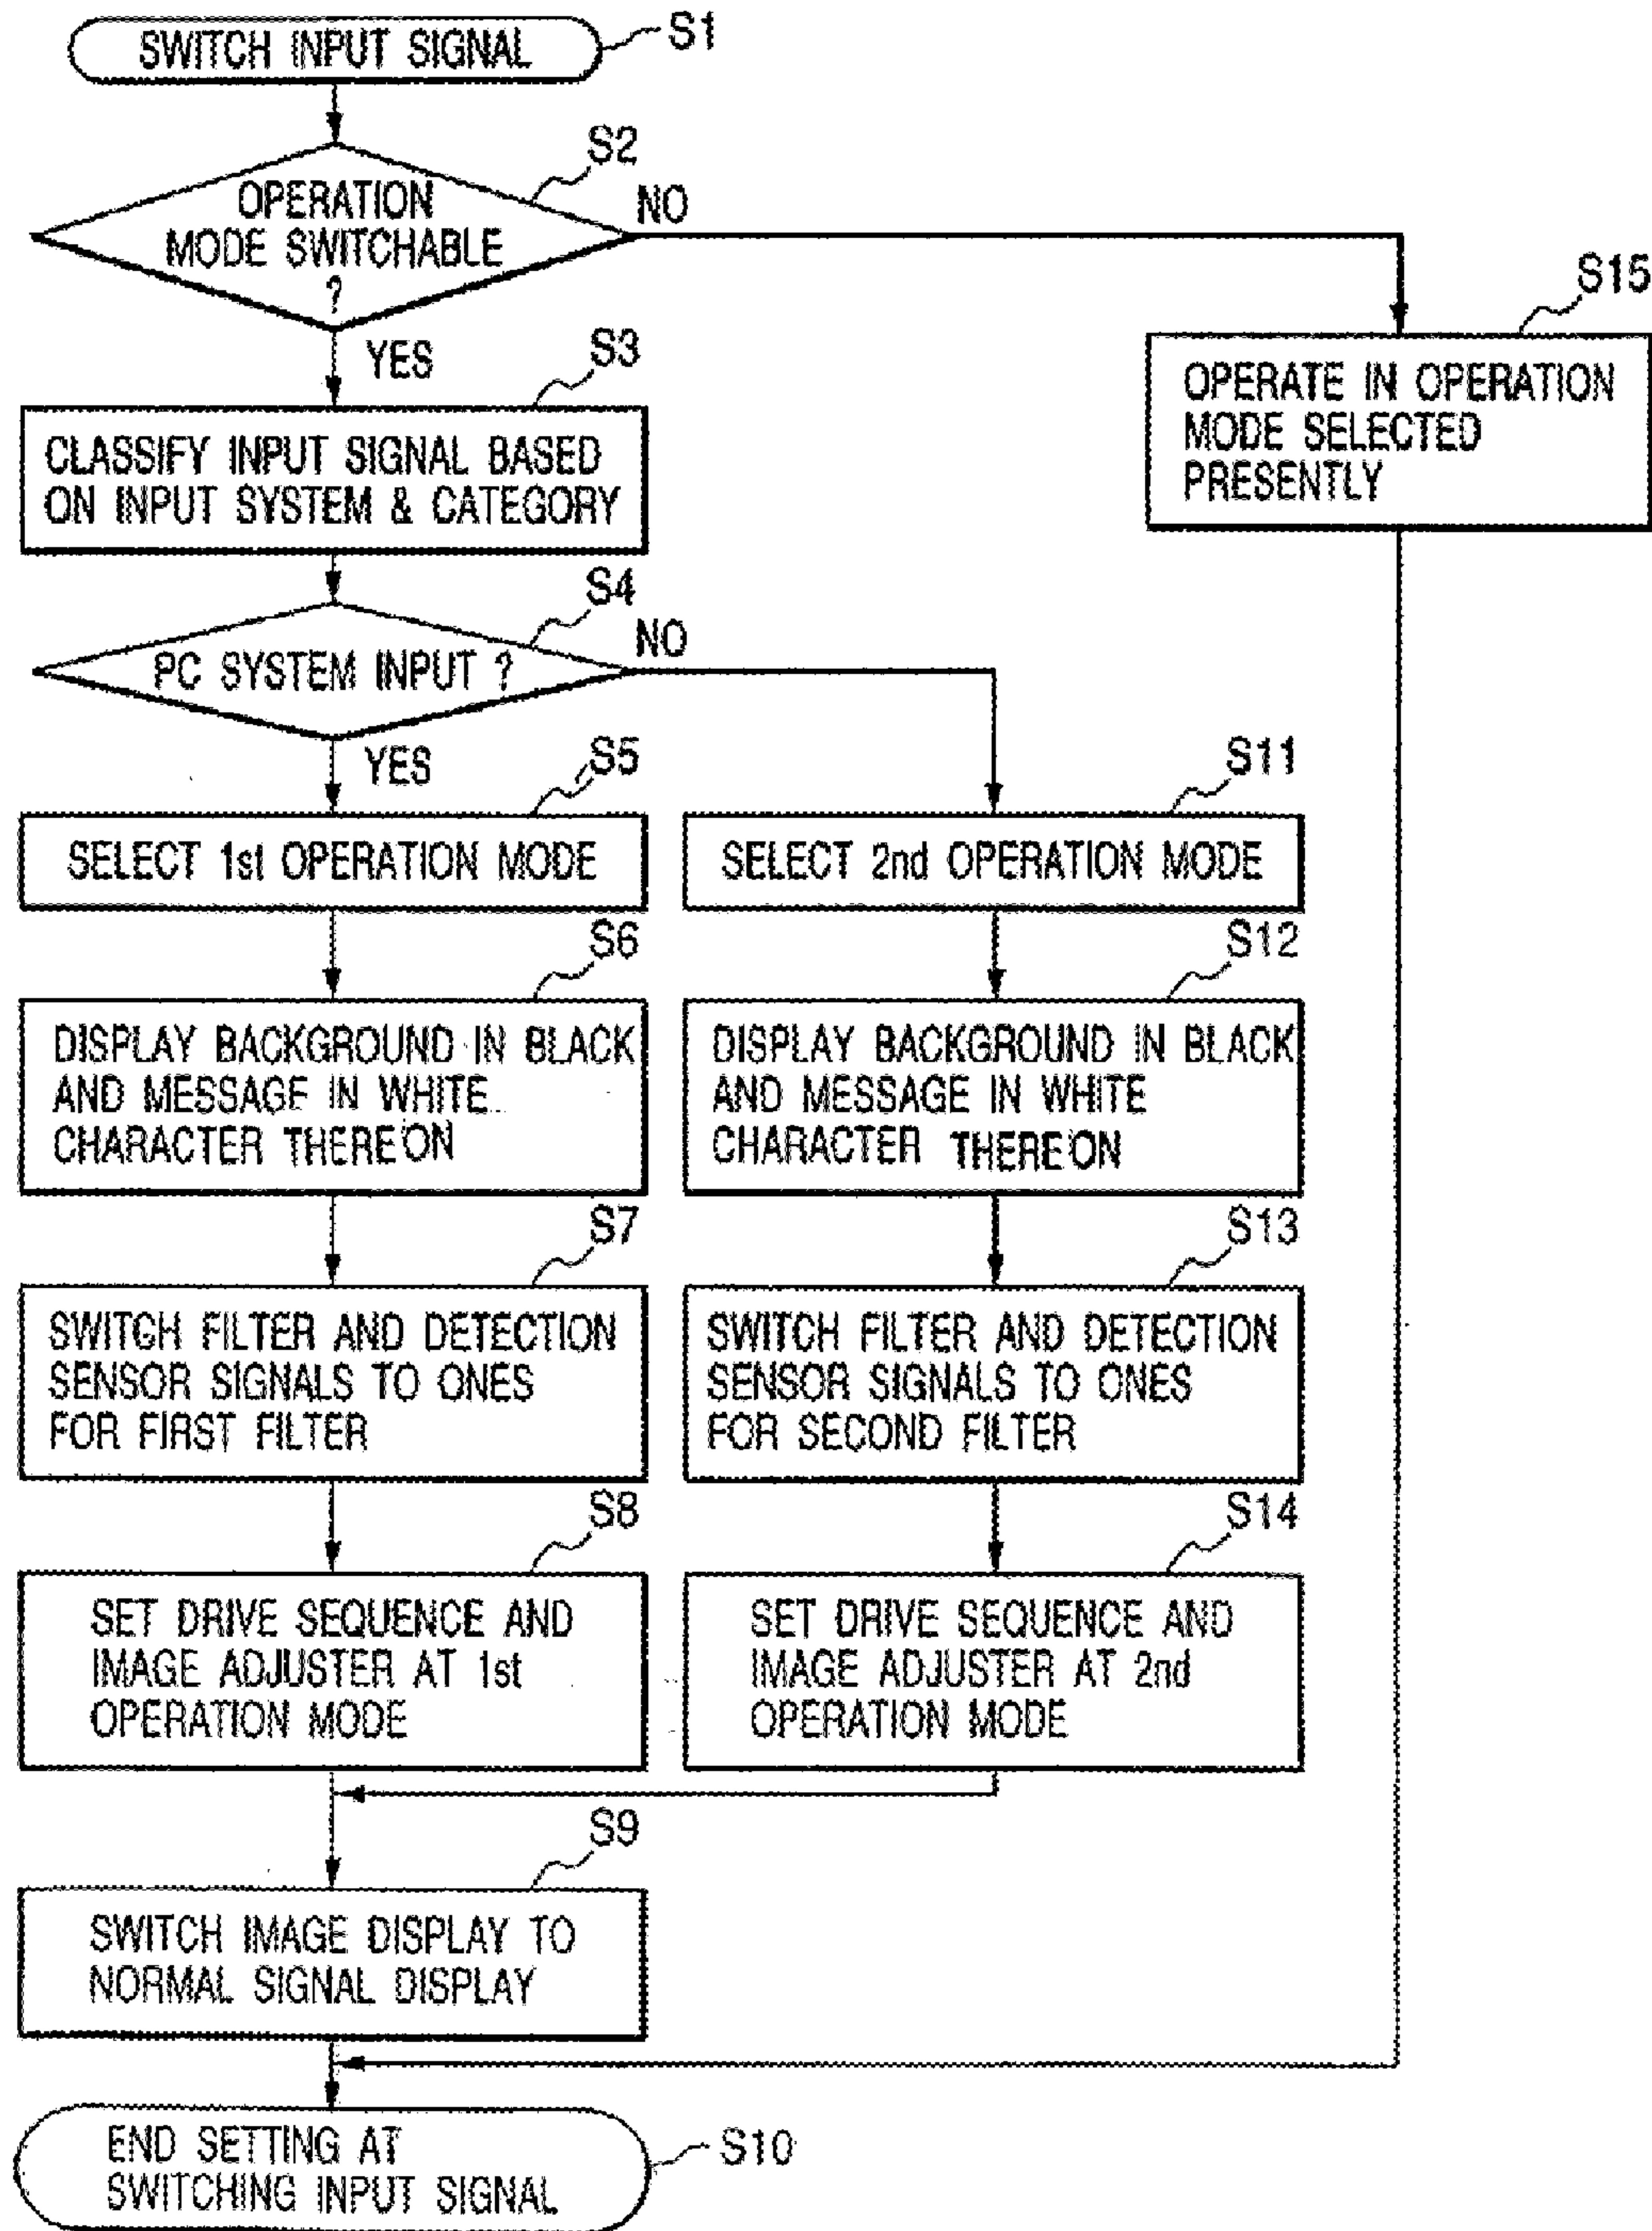 SWITCH INPUT SIGNAL
S1
S2
OPERATION
MODE SWITCHABLE
?
NO
YES
S15
OPERATE IN OPERATION
MODE SELECTED
PRESENTLY
S3
CLASSIFY INPUT SIGNAL BASED
ON INPUT SYSTEM & CATEGORY
S4
PC SYSTEM INPUT ?
NO
YES
S5
SELECT 1st OPERATION MODE
S11
SELECT 2nd OPERATION MODE
S6
DISPLAY BACKGROUND IN BLACK
AND MESSAGE IN WHITE
CHARACTER THEREON
S12
DISPLAY BACKGROUND IN BLACK
AND MESSAGE IN WHITE
CHARACTER THEREON
S7
SWITCH FILTER AND DETECTION
SENSOR SIGNALS TO ONES
FOR FIRST FILTER
S13
SWITCH FILTER AND DETECTION
SENSOR SIGNALS TO ONES
FOR SECOND FILTER
S8
SET DRIVE SEQUENCE AND
IMAGE ADJUSTER AT 1st
OPERATION MODE
S14
SET DRIVE SEQUENCE AND
IMAGE ADJUSTER AT 2nd
OPERATION MODE
S9
SWITCH IMAGE DISPLAY TO
NORMAL SIGNAL DISPLAY
END SETTING AT
SWITCHING INPUT SIGNAL
S10